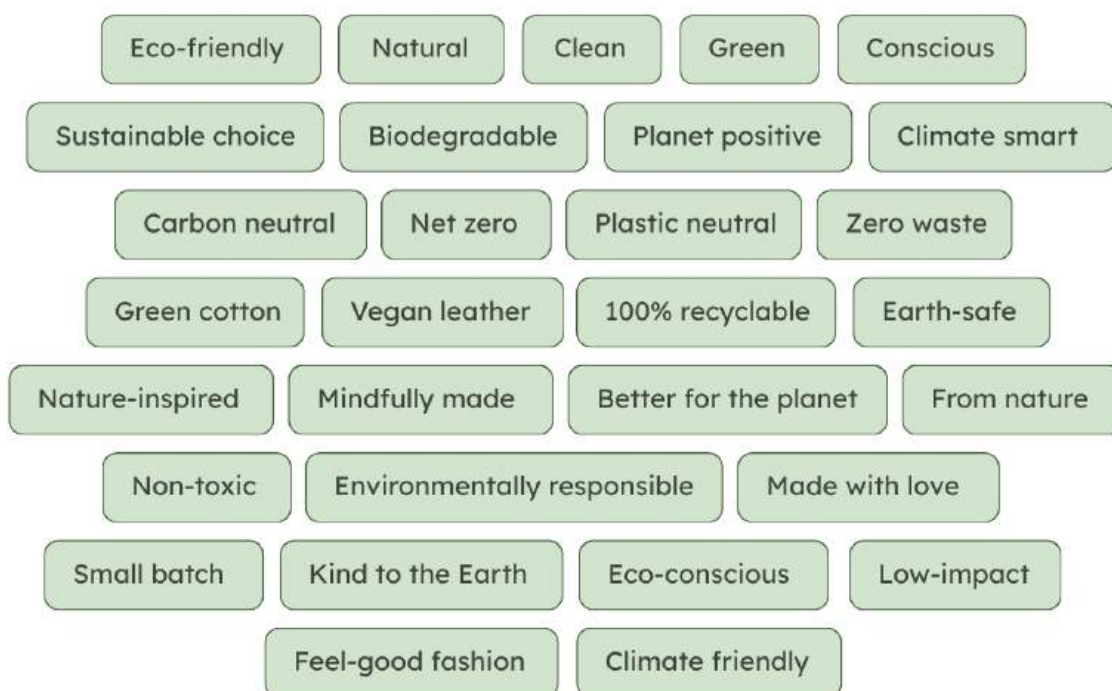 Eco-friendly Natural Clean Green Conscious
Sustainable choice Biodegradable Planet positive Climate smart
Carbon neutral Net zero Plastic neutral Zero waste
Green cotton Vegan leather 100% recyclable Earth-safe
Nature-inspired Mindfully made Better for the planet From nature
Non-toxic Environmentally responsible Made with love
Small batch Kind to the Earth Eco-conscious Low-impact
Feel-good fashion Climate friendly